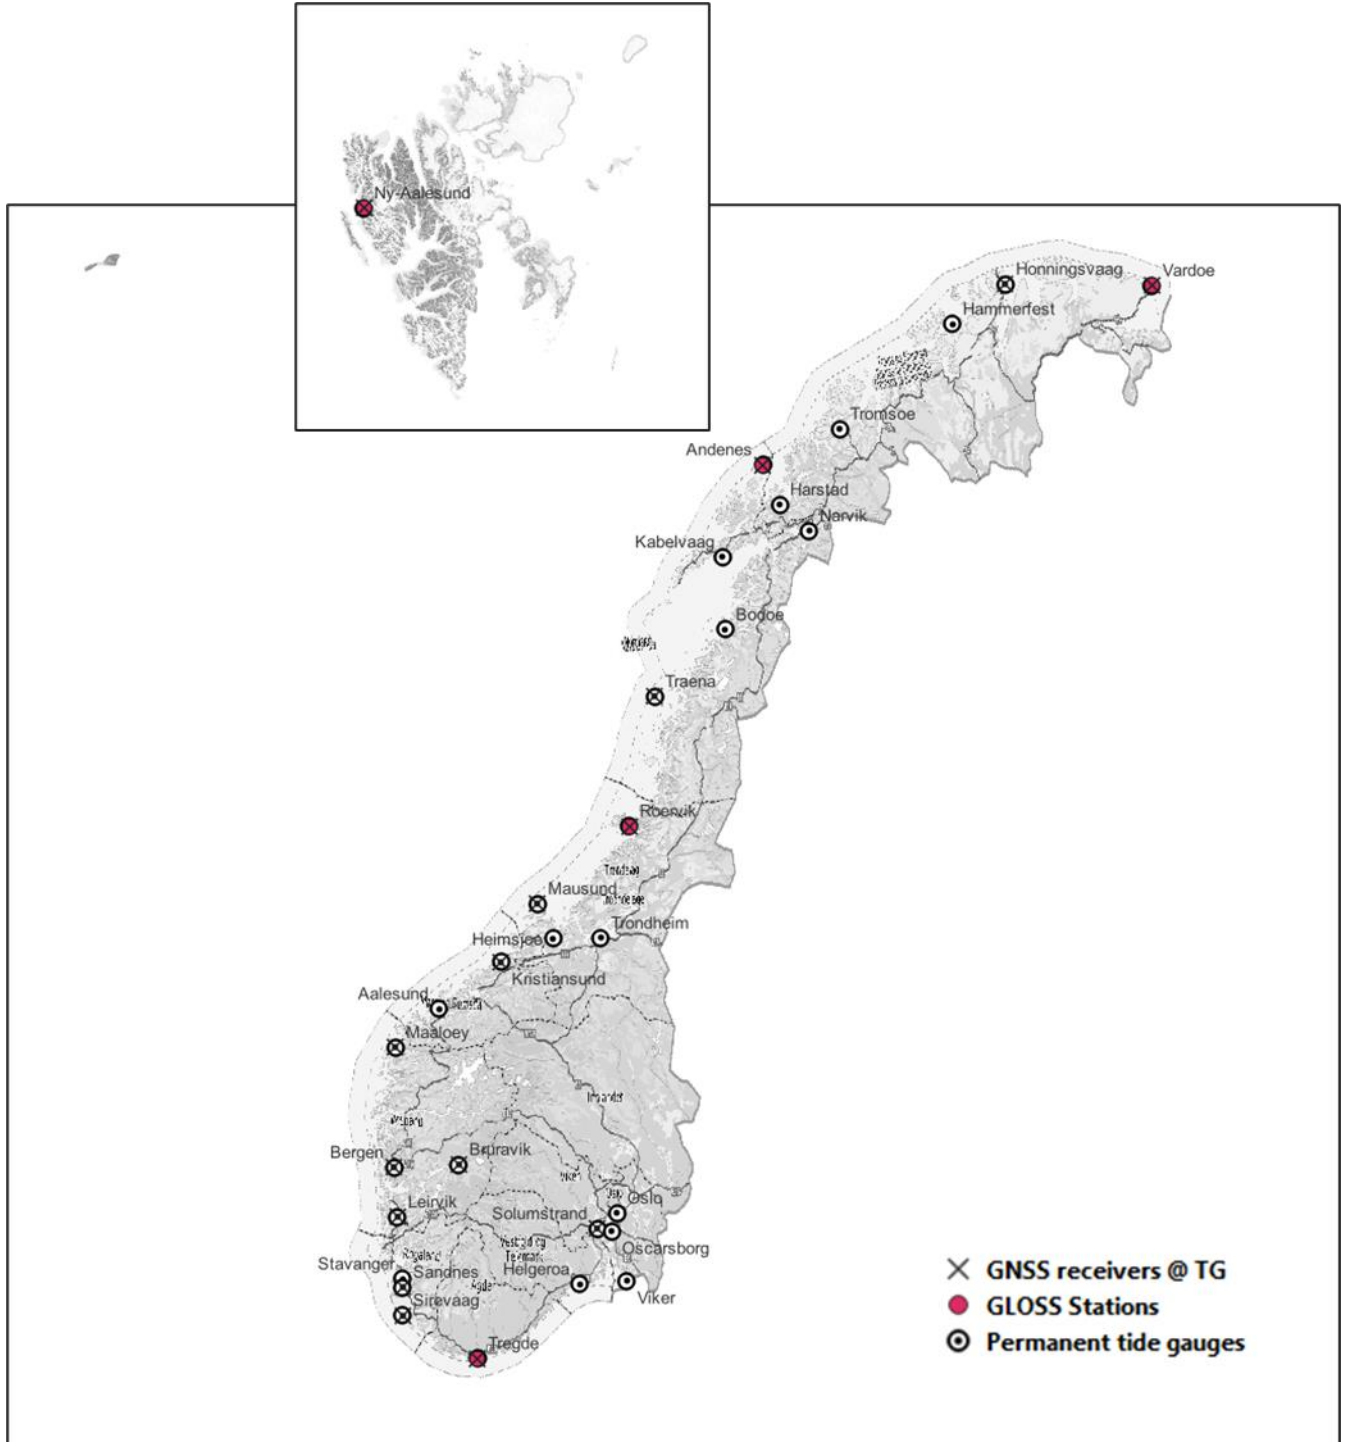 Ny-Aalesund
Honningsvaag
Vardoe
Hammerfest
Tromsoe
Andenes
Harstad
Narvik
Kabelvaag
Bodoe
Traena
Roervik
Mausund
Trondheim
Heimsjoe
Kristiansund
Aalesund
Maaloey
Bergen
Bruravik
Leirvik
Oslo
Solumstrand
Oscarsborg
Stavanger
Sandnes
Helgeroa
Sirevaag
Viker
Tregde
GNSS receivers @ TG
GLOSS Stations
Permanent tide gauges